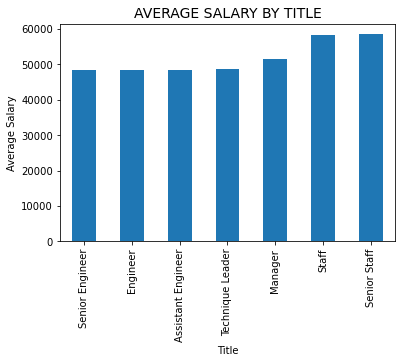 AVERAGE SALARY BY TITLE
60000
50000
40000
30000
20000
10000
0
Average Salary
Senior Engineer
Engineer
Assistant Engineer
Technique Leader
Manager
Staff
Senior Staff
Title